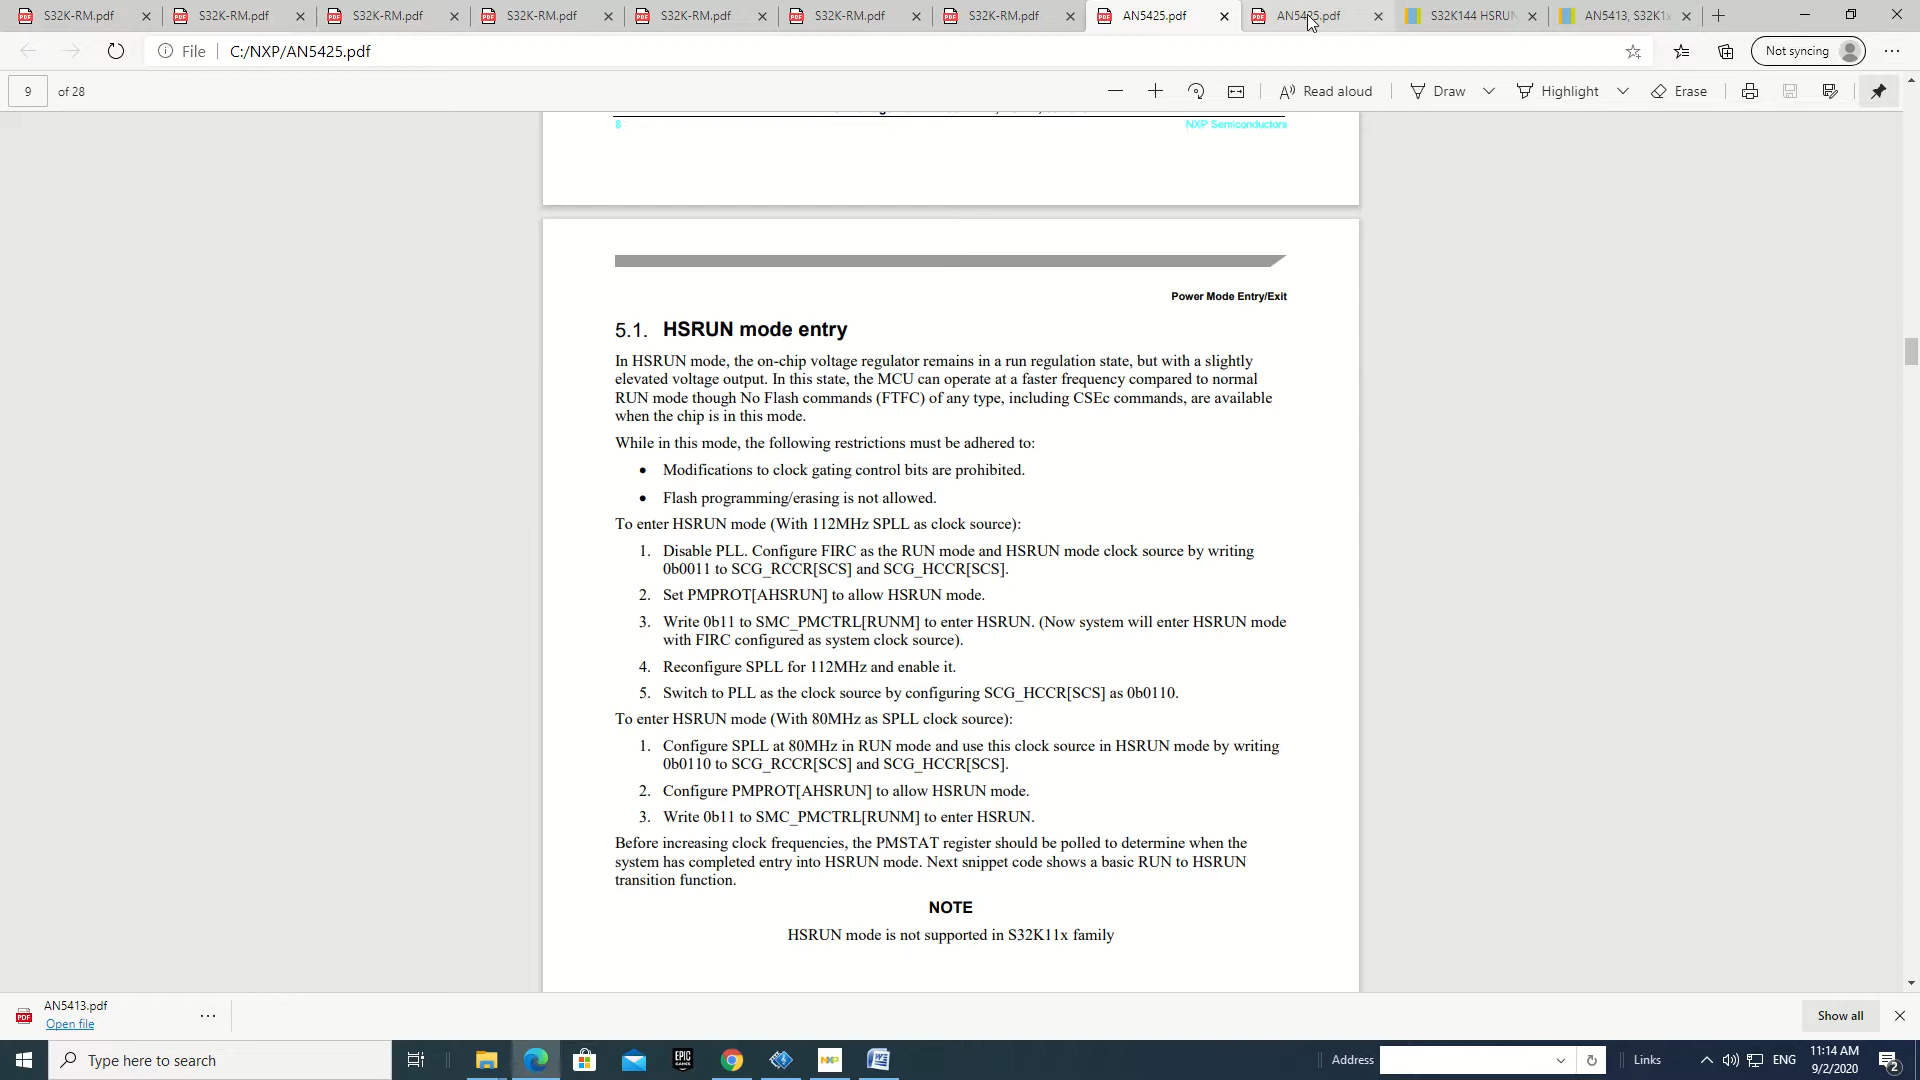 S32K-RM.pdf
S32K-RM.pdf
S32K-RM.pdf
S32K-RM.pdf
S32K-RM.pdf
S32K-RM.pdf
S32K-RM.pdf
AN5425.pdf
AN5425.pdf
S32K144 HSRUN
AN5413, S32K1x
File
C:/NXP/AN5425.pdf
Not syncing
9 of 28
Read aloud
Draw
Highlight
Erase
8
NXP Semiconductors
Power Mode Entry/Exit
5.1. HSRUN mode entry
In HSRUN mode, the on-chip voltage regulator remains in a run regulation state, but with a slightly
elevated voltage output. In this state, the MCU can operate at a faster frequency compared to normal
RUN mode though No Flash commands (FTFC) of any type, including CSEc commands, are available
when the chip is in this mode.
While in this mode, the following restrictions must be adhered to:
• Modifications to clock gating control bits are prohibited.
• Flash programming/erasing is not allowed.
To enter HSRUN mode (With 112MHz SPLL as clock source):
1. Disable PLL. Configure FIRC as the RUN mode and HSRUN mode clock source by writing
0b0011 to SCG_RCCR[SCS] and SCG_HCCR[SCS].
2. Set PMPROT[AHSRUN] to allow HSRUN mode.
3. Write 0b11 to SMC_PMCTRL[RUNM] to enter HSRUN. (Now system will enter HSRUN mode
with FIRC configured as system clock source).
4. Reconfigure SPLL for 112MHz and enable it.
5. Switch to PLL as the clock source by configuring SCG_HCCR[SCS] as 0b0110.
To enter HSRUN mode (With 80MHz as SPLL clock source):
1. Configure SPLL at 80MHz in RUN mode and use this clock source in HSRUN mode by writing
0b0110 to SCG_RCCR[SCS] and SCG_HCCR[SCS].
2. Configure PMPROT[AHSRUN] to allow HSRUN mode.
3. Write 0b11 to SMC_PMCTRL[RUNM] to enter HSRUN.
Before increasing clock frequencies, the PMSTAT register should be polled to determine when the
system has completed entry into HSRUN mode. Next snippet code shows a basic RUN to HSRUN
transition function.
NOTE
HSRUN mode is not supported in S32K11x family
AN5413.pdf
Open file
Show all
Type here to search
EPIC GAMES
NXP
Address
Links
ENG
11:14 AM
9/2/2020
2